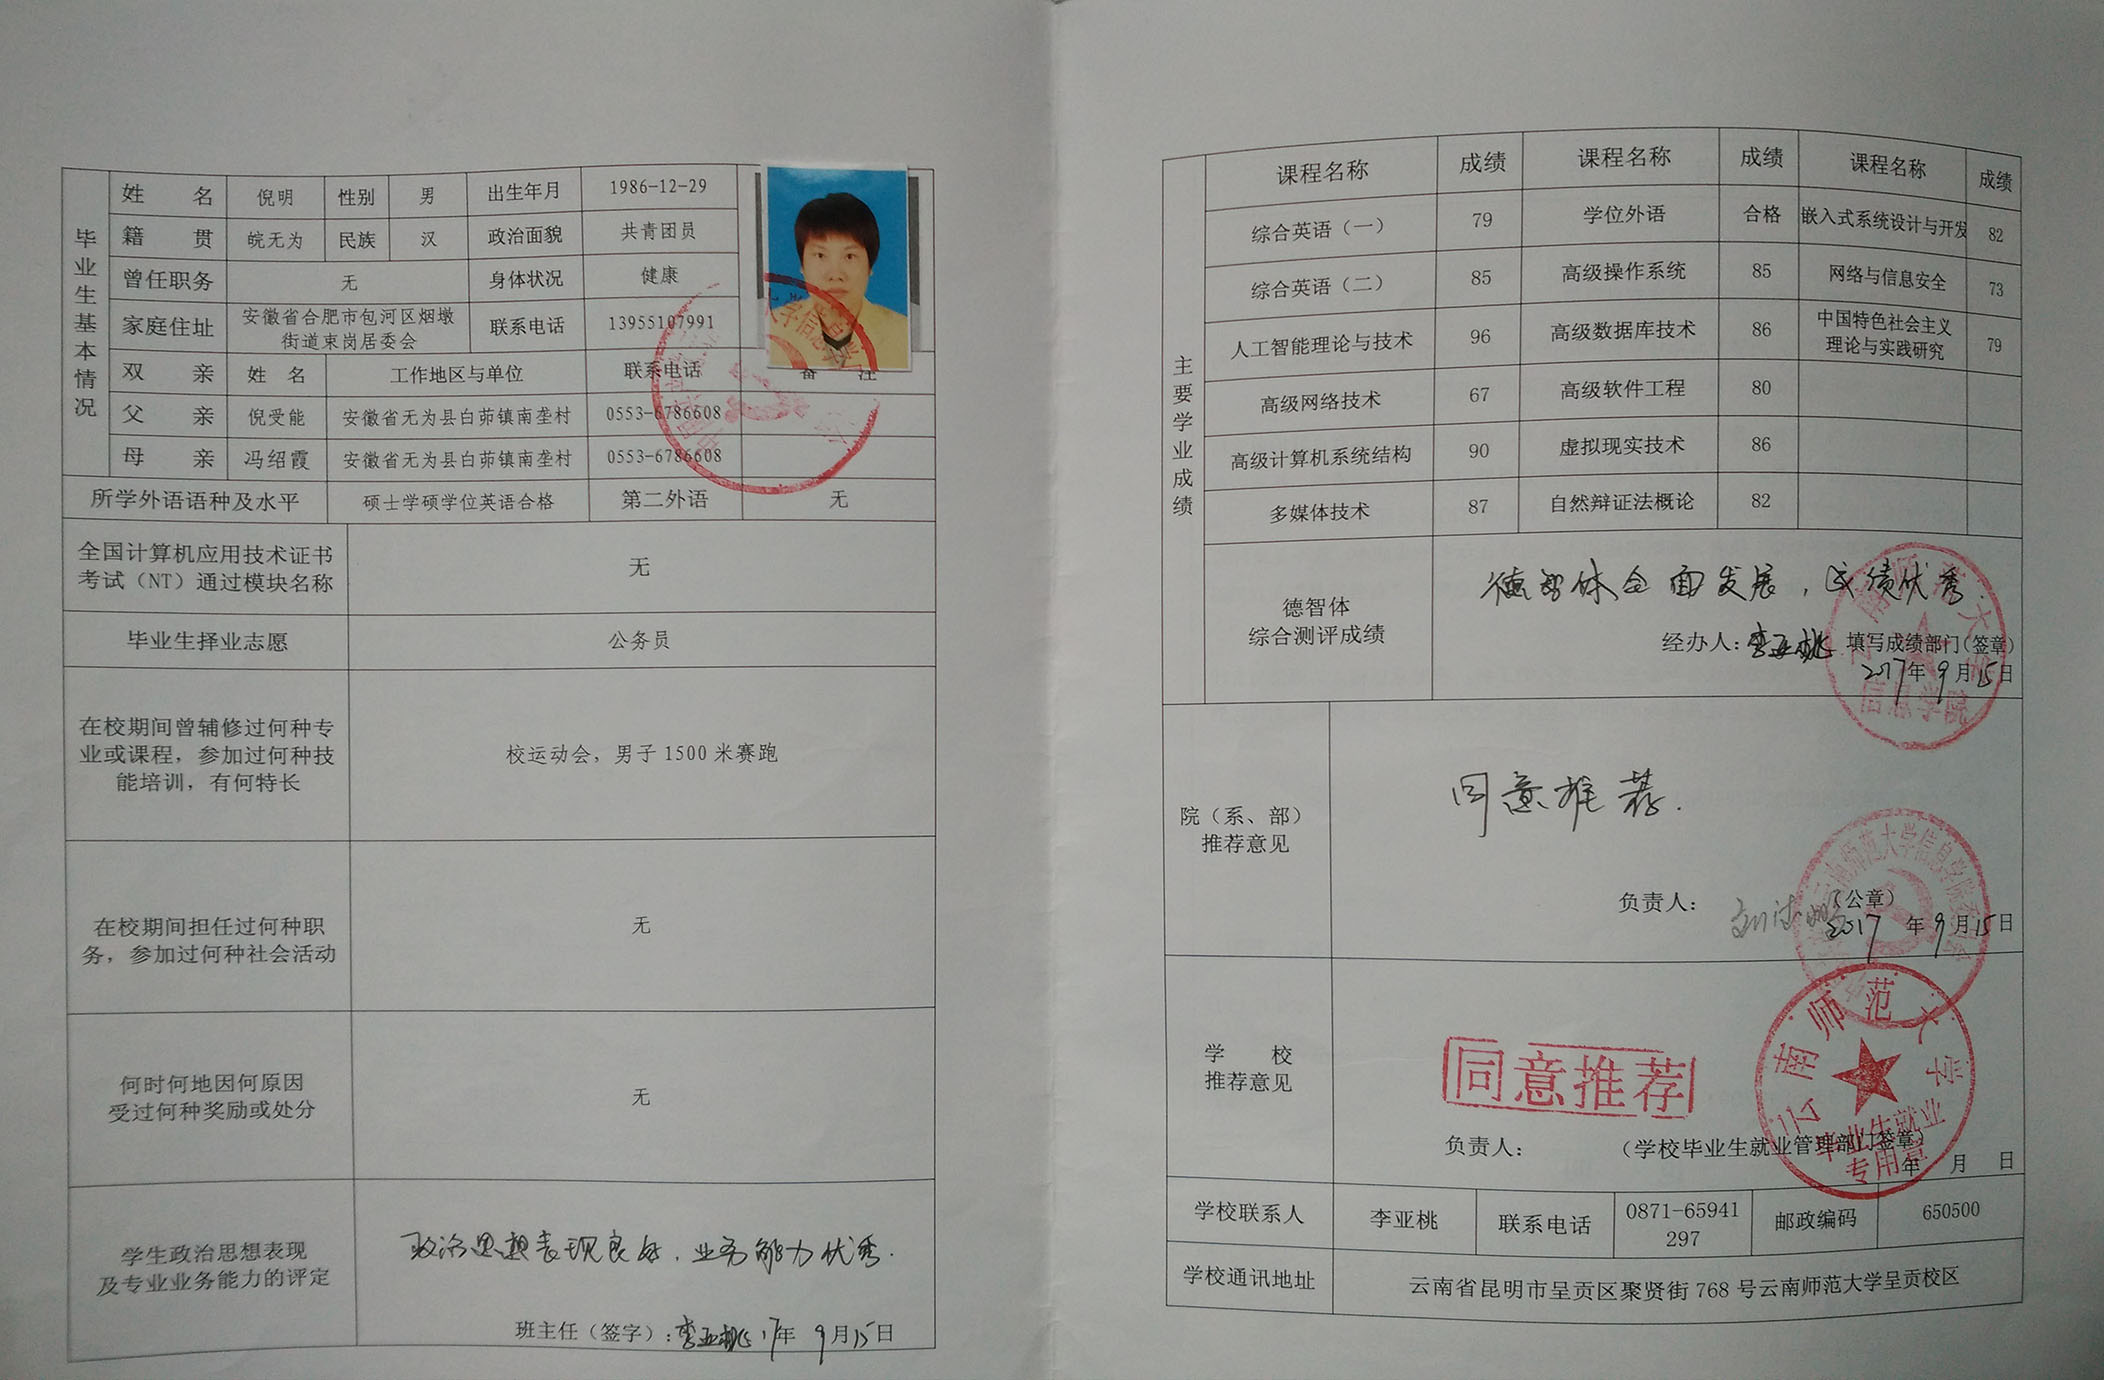 毕业生基本情况
姓 名 倪明 性别 男 出生年月 1986-12-29
籍 贯 皖无为 民族 汉 政治面貌 共青团员
曾任职务 无 身体状况 健康
家庭住址 安徽省合肥市包河区烟墩
街道東岗居委会 联系电话 13955107991
双 亲 姓 名 工作地区与单位 联系电话 备 注
父 亲 倪受能 安徽省无为县白茆镇南垄村 0553-6786608
母 亲 冯绍霞 安徽省无为县白茆镇南垄村 0553-6786608
所学外语语种及水平 硕士学硕学位英语合格 第二外语 无
全国计算机应用技术证书
考试（NT）通过模块名称
无
毕业生择业志愿 公务员
在校期间曾辅修过何种专
业或课程，参加过何种技
能培训，有何特长
校运动会，男子1500米赛跑
在校期间担任过何种职
务，参加过何种社会活动
无
何时何地因何原因
受过何种奖励或处分
无
学生政治思想表现
及专业业务能力的评定
政治思想表现良好，业务能力优秀.
班主任（签字）：李亚桃 17年 9月15日
主要学业成绩
课程名称 成绩 课程名称 成绩 课程名称 成绩
综合英语（一） 79 学位外语 合格 嵌入式系统设计与开发 82
综合英语（二） 85 高级操作系统 85 网络与信息安全 73
人工智能理论与技术 96 高级数据库技术 86 中国特色社会主义
理论与实践研究 79
高级网络技术 67 高级软件工程 80
高级计算机系统结构 90 虚拟现实技术 86
多媒体技术 87 自然辩证法概论 82
德智体
综合测评成绩
德智体全面发展，成绩优秀.
经办人：李亚桃 填写成绩部门（签章）
2017年9月15日
云南师范大学
信息学院
院（系、部）
推荐意见
同意推荐.
负责人： （公章）
2017 年 9月15日
云南师范大学信息学院
学 校
推荐意见
同意推荐
云南师范大学
毕业生就业
专用章
负责人： （学校毕业生就业管理部门签章）
年 月 日
学校联系人 李亚桃 联系电话 0871-65941
297 邮政编码 650500
学校通讯地址 云南省昆明市呈贡区聚贤街768号云南师范大学呈贡校区